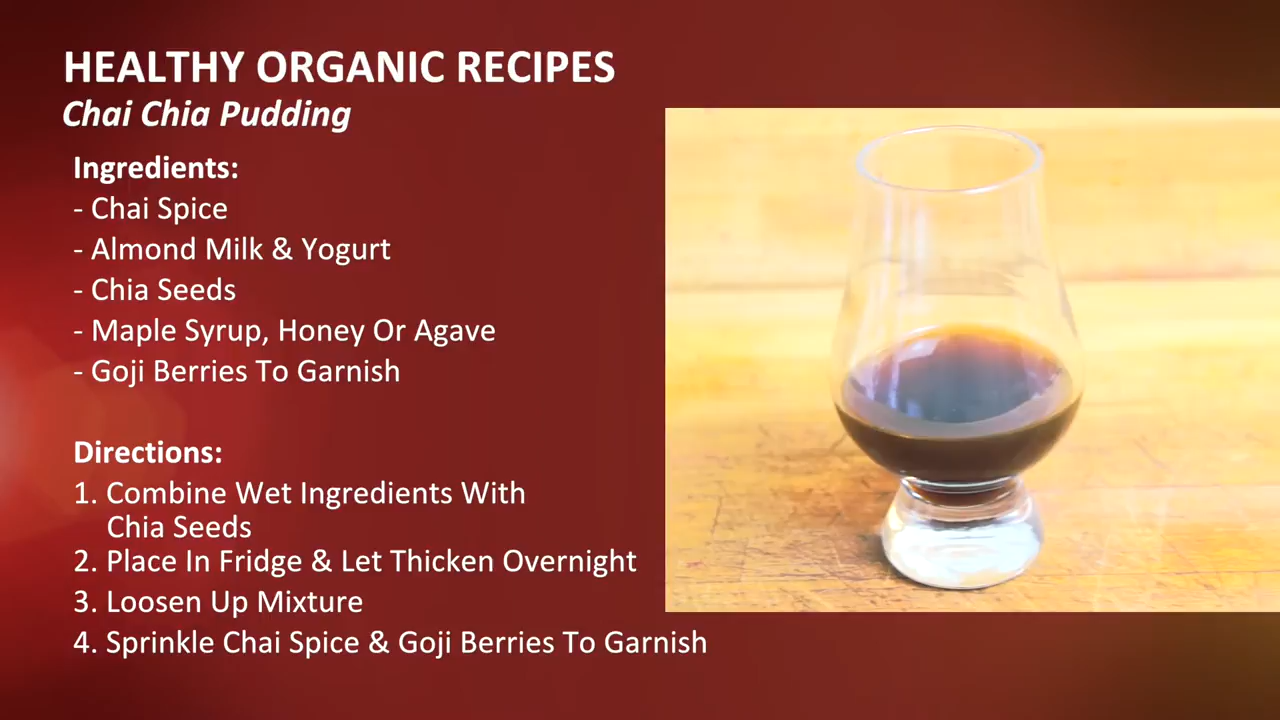 HEALTHY ORGANIC RECIPES
Chai Chia Pudding
Ingredients:
- Chai Spice
- Almond Milk & Yogurt
- Chia Seeds
- Maple Syrup, Honey Or Agave
- Goji Berries To Garnish
Directions:
1. Combine Wet Ingredients With
Chia Seeds
2. Place In Fridge & Let Thicken Overnight
3. Loosen Up Mixture
4. Sprinkle Chai Spice & Goji Berries To Garnish